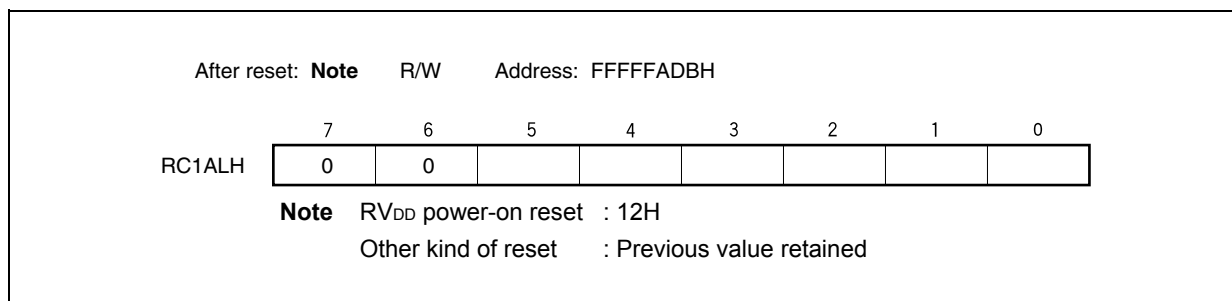 After reset: Note R/W Address: FFFFFADBH
7 6 5 4 3 2 1 0
RC1ALH 0 0
Note RVDD power-on reset : 12H
Other kind of reset : Previous value retained